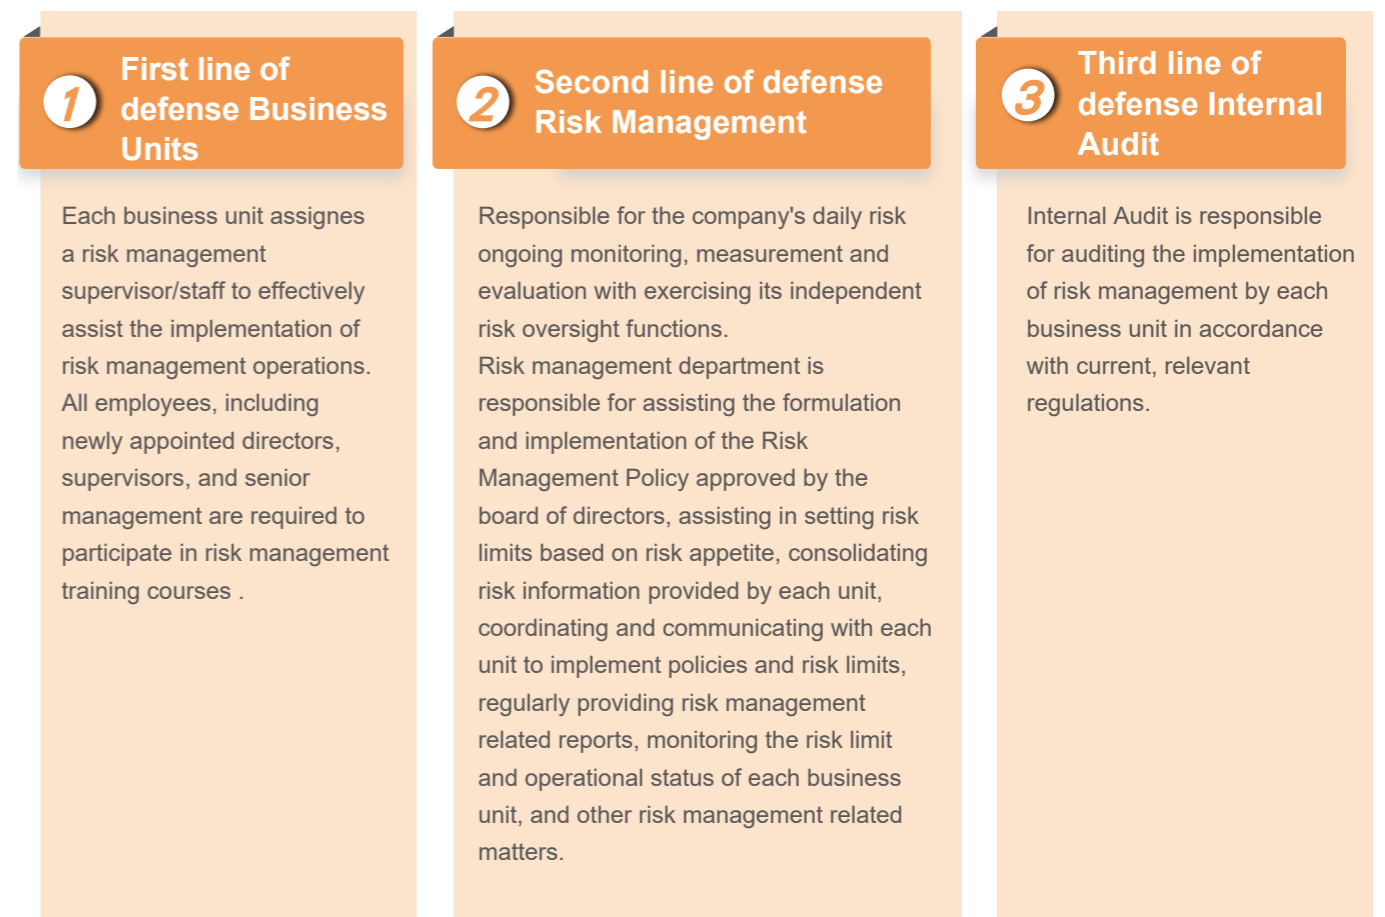 1
First line of
defense Business
Units
Each business unit assignes
a risk management
supervisor/staff to effectively
assist the implementation of
risk management operations.
All employees, including
newly appointed directors,
supervisors, and senior
management are required to
participate in risk management
training courses .
2
Second line of defense
Risk Management
Responsible for the company's daily risk
ongoing monitoring, measurement and
evaluation with exercising its independent
risk oversight functions.
Risk management department is
responsible for assisting the formulation
and implementation of the Risk
Management Policy approved by the
board of directors, assisting in setting risk
limits based on risk appetite, consolidating
risk information provided by each unit,
coordinating and communicating with each
unit to implement policies and risk limits,
regularly providing risk management
related reports, monitoring the risk limit
and operational status of each business
unit, and other risk management related
matters.
3
Third line of
defense Internal
Audit
Internal Audit is responsible
for auditing the implementation
of risk management by each
business unit in accordance
with current, relevant
regulations.